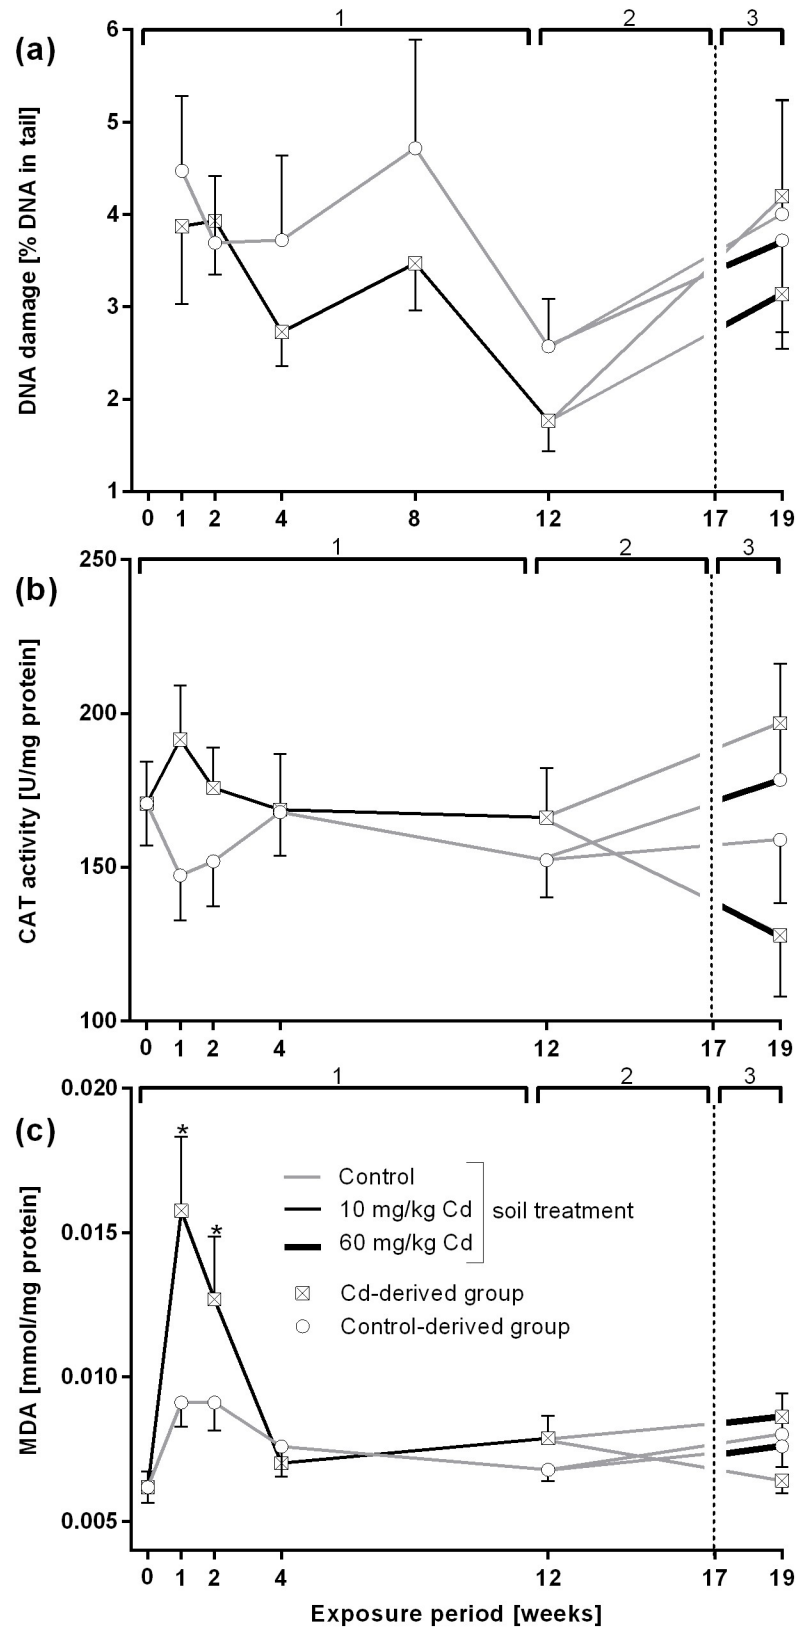 (a)
1 2 3
DNA damage [% DNA in tail]
6
5
4
3
2
1
0 1 2 4 8 12 17 19
(b)
1 2 3
CAT activity [U/mg protein]
250
200
150
100
0 1 2 4 12 17 19
(c)
1 2 3
MDA [mmol/mg protein]
0.020
0.015
0.010
0.005
*
*
Control
10 mg/kg Cd
60 mg/kg Cd
soil treatment
Cd-derived group
Control-derived group
0 1 2 4 12 17 19
Exposure period [weeks]